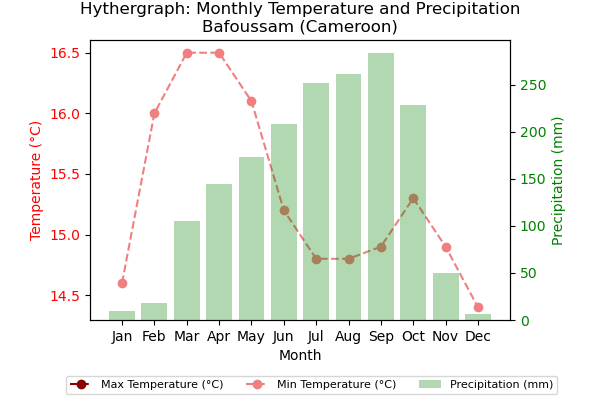 Hythergraph: Monthly Temperature and Precipitation
Bafoussam (Cameroon)
Temperature (°C)
16.5
16.0
15.5
15.0
14.5
250
200
150
100
50
0
Precipitation (mm)
Jan Feb Mar Apr May Jun Jul Aug Sep Oct Nov Dec
Month
Max Temperature (°C) Min Temperature (°C) Precipitation (mm)